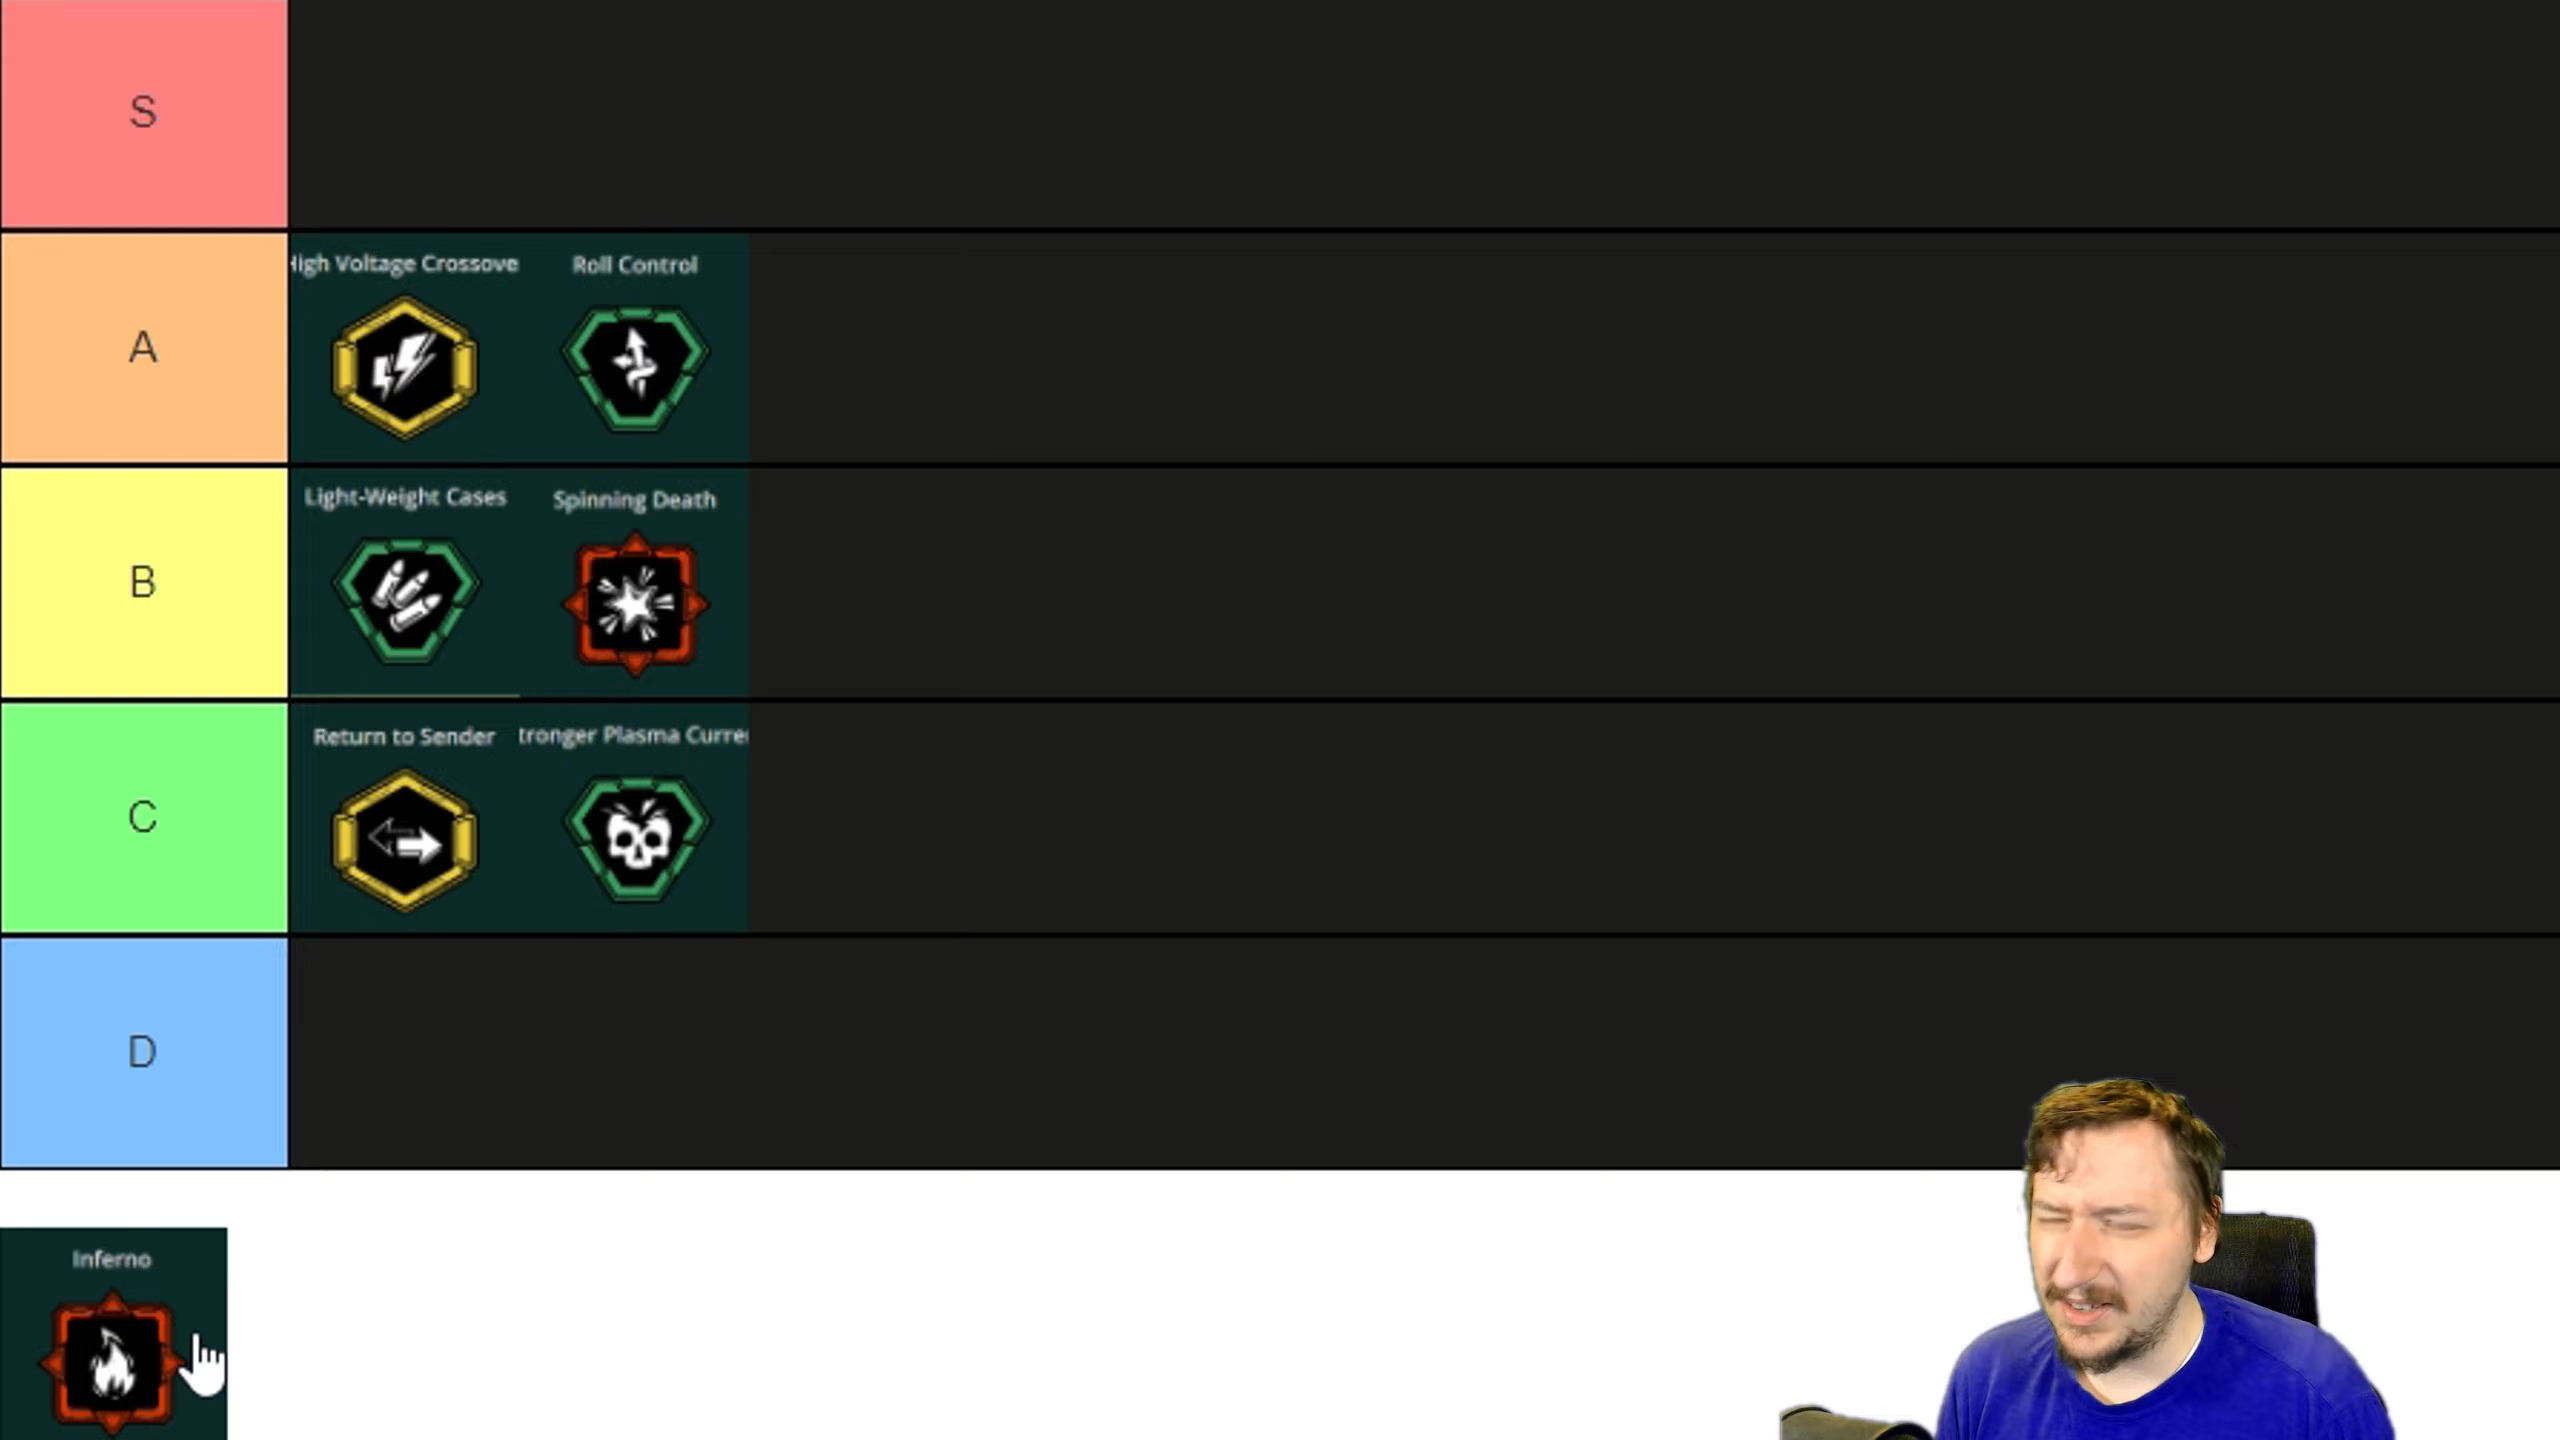 S
A
igh Voltage Crossove
Roll Control
B
Light-Weight Cases
Spinning Death
C
Return to Sender
tronger Plasma Curre
D
Inferno